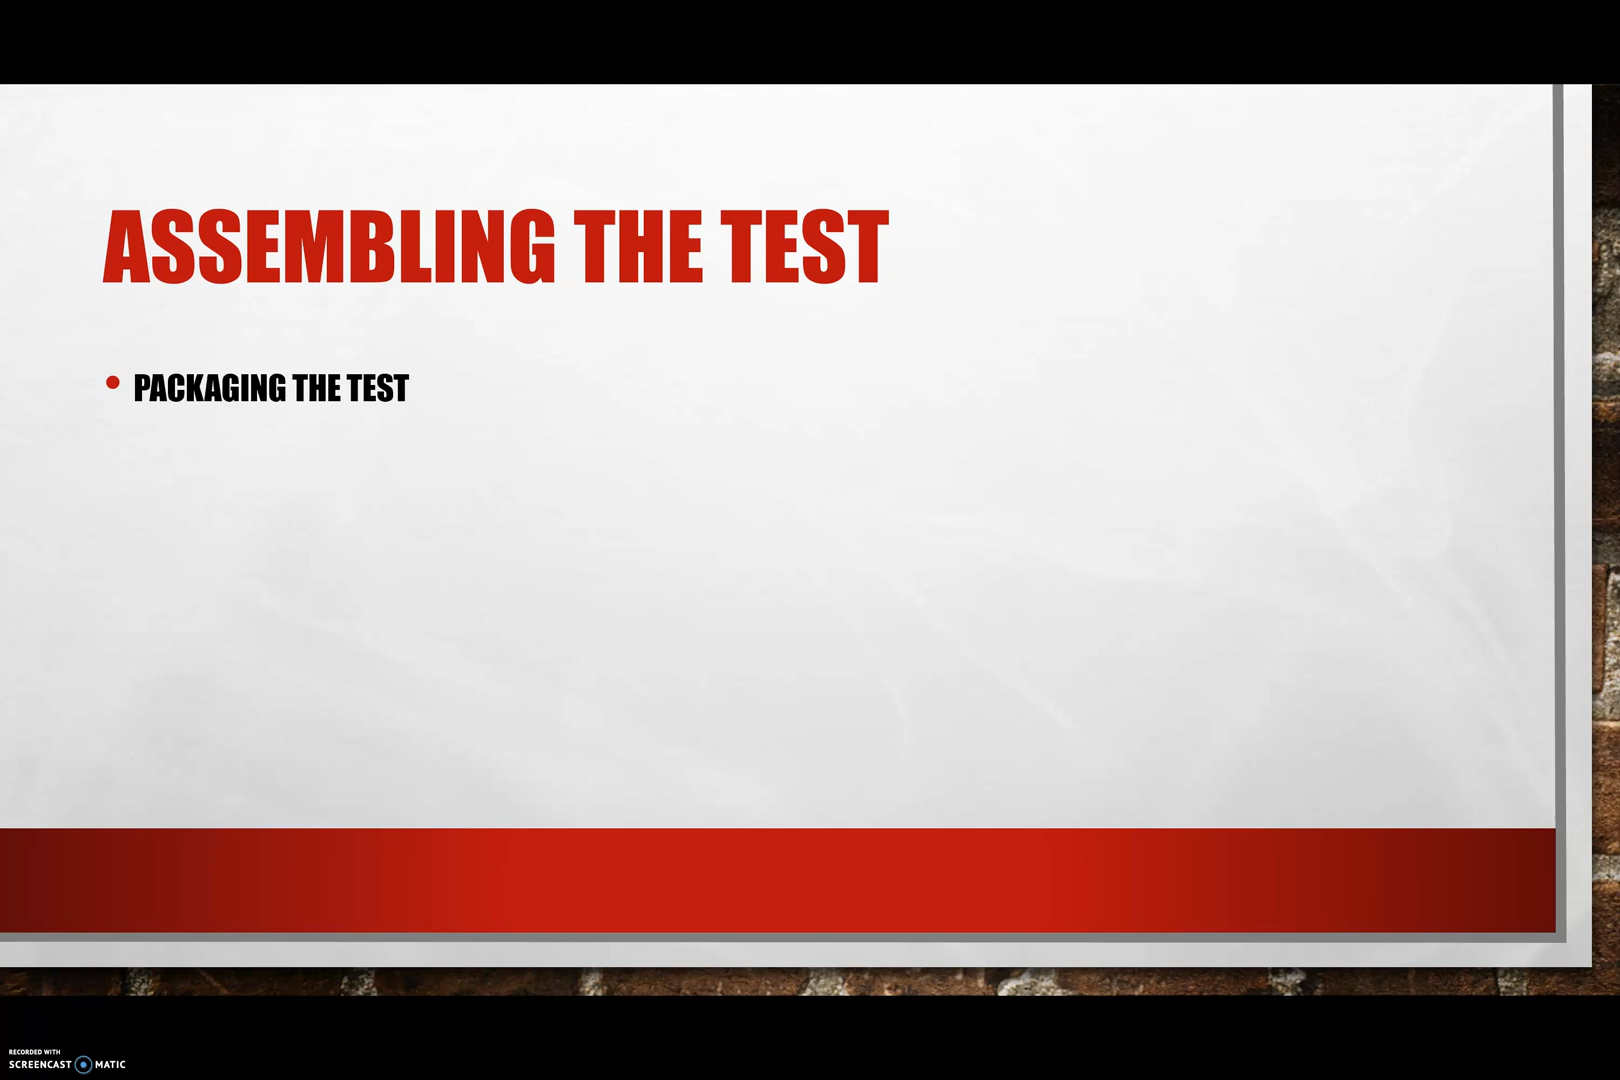 ASSEMBLING THE TEST
• PACKAGING THE TEST
RECORDED WITH
SCREENCAST MATIC